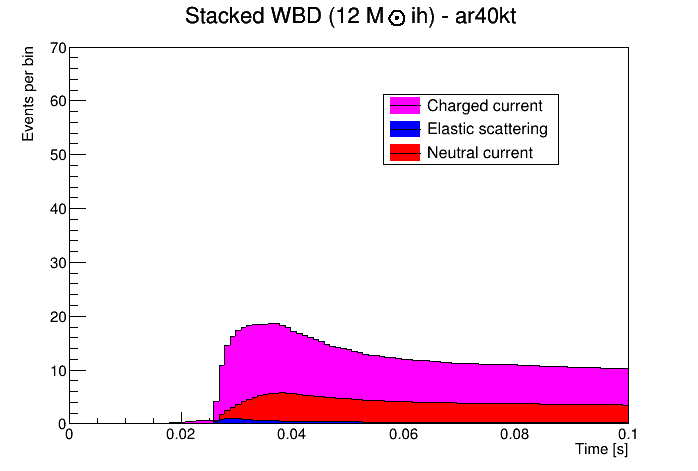 Stacked WBD (12 M⊙ ih) - ar40kt
Events per bin
70
60
50
40
30
20
10
0
Charged current
Elastic scattering
Neutral current
0 0.02 0.04 0.06 0.08 0.1
Time [s]